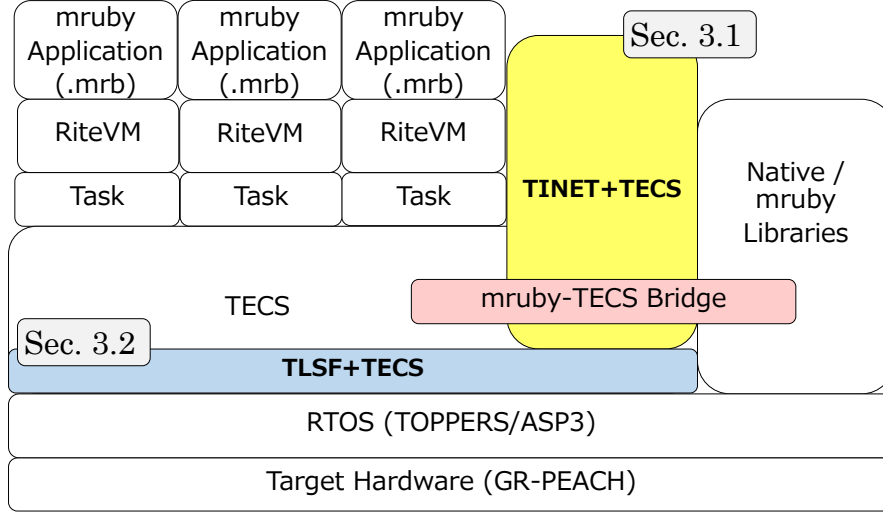 mruby
Application
(.mrb)
mruby
Application
(.mrb)
mruby
Application
(.mrb)
Sec. 3.1
RiteVM
RiteVM
RiteVM
Task
Task
Task
TINET+TECS
Native /
mruby
Libraries
TECS
mruby-TECS Bridge
Sec. 3.2
TLSF+TECS
RTOS (TOPPERS/ASP3)
Target Hardware (GR-PEACH)